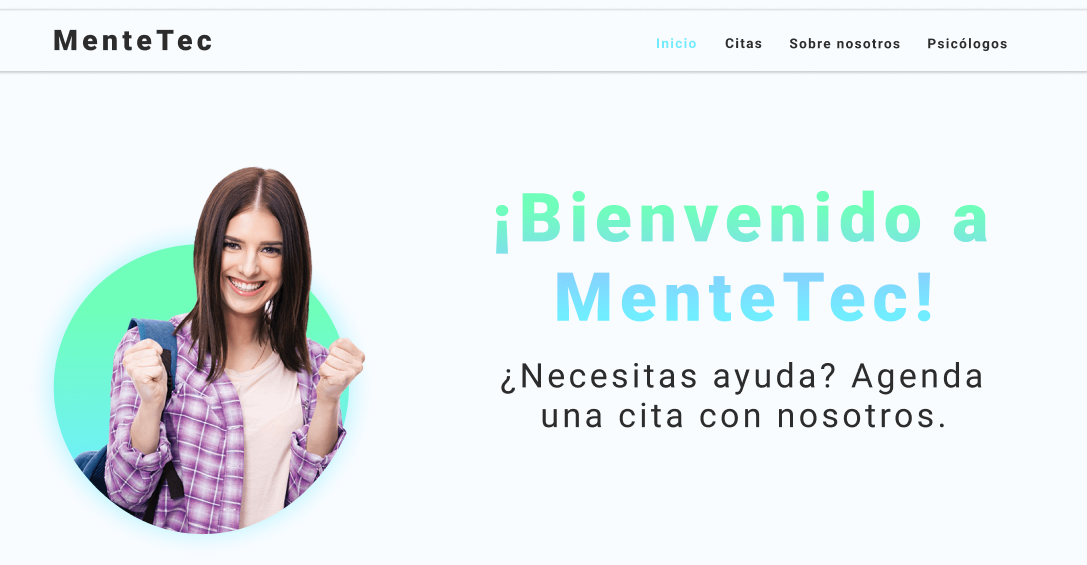 MenteTec
Inicio Citas Sobre nosotros Psicólogos
¡Bienvenido a
MenteTec!
¿Necesitas ayuda? Agenda
una cita con nosotros.